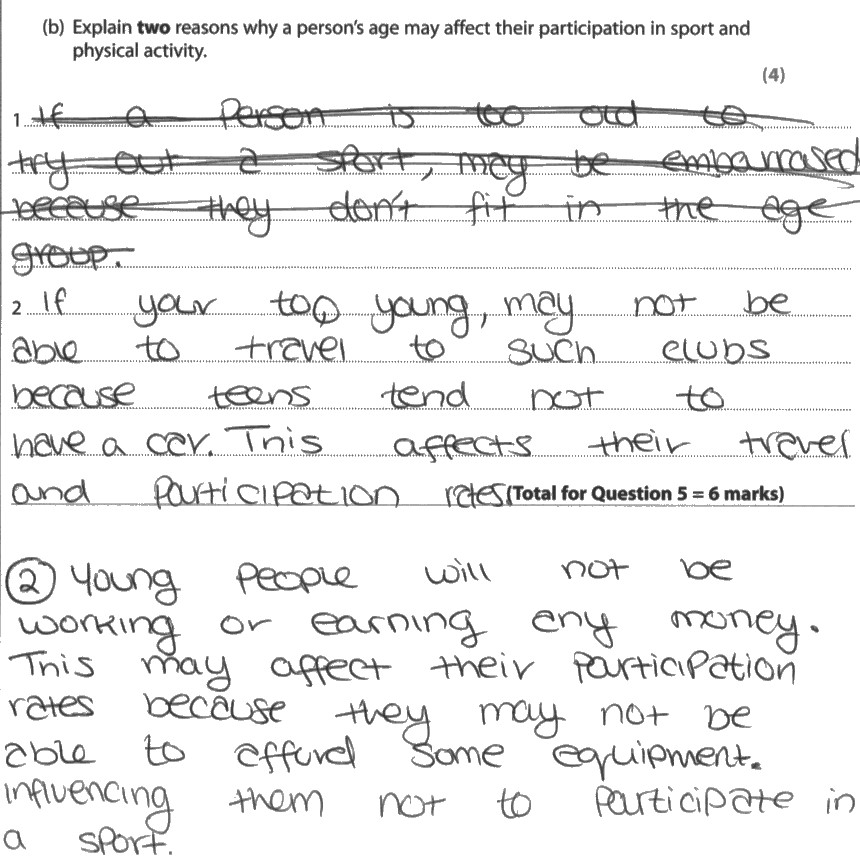 (b) Explain two reasons why a person's age may affect their participation in sport and
physical activity.
(4)
1 If a Person is too old to
try out a sport, may be embarrased
because they don't fit in the age
group.
2 If your too young, may not be
able to travel to such clubs
because teens tend not to
have a car. This affects their travel
and participation rates (Total for Question 5 = 6 marks)
2 Young people will not be
working or earning any money.
This may affect their participation
rates because they may not be
able to afford some equipment.
influencing them not to participate in
a sport.